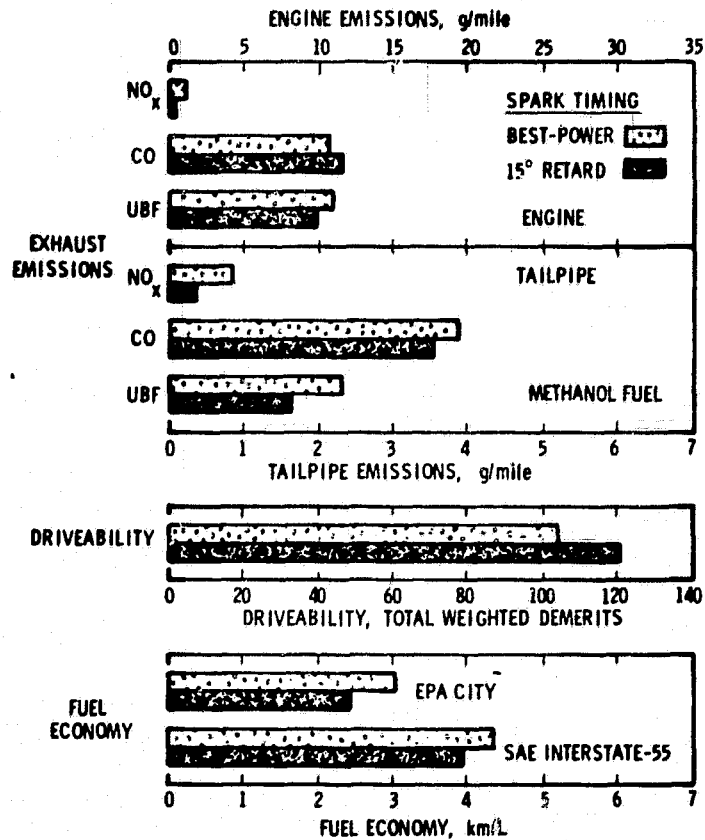 ENGINE EMISSIONS, g/mile
0 5 10 15 20 25 30 35
NOx
SPARK TIMING
BEST-POWER
CO
15° RETARD
UBF
ENGINE
EXHAUST
EMISSIONS
NOx
TAILPIPE
CO
UBF
METHANOL FUEL
0 1 2 3 4 5 6 7
TAILPIPE EMISSIONS, g/mile
DRIVEABILITY
0 20 40 60 80 100 120 140
DRIVEABILITY, TOTAL WEIGHTED DEMERITS
EPA CITY
FUEL
ECONOMY
SAE INTERSTATE-55
0 1 2 3 4 5 6 7
FUEL ECONOMY, km/L